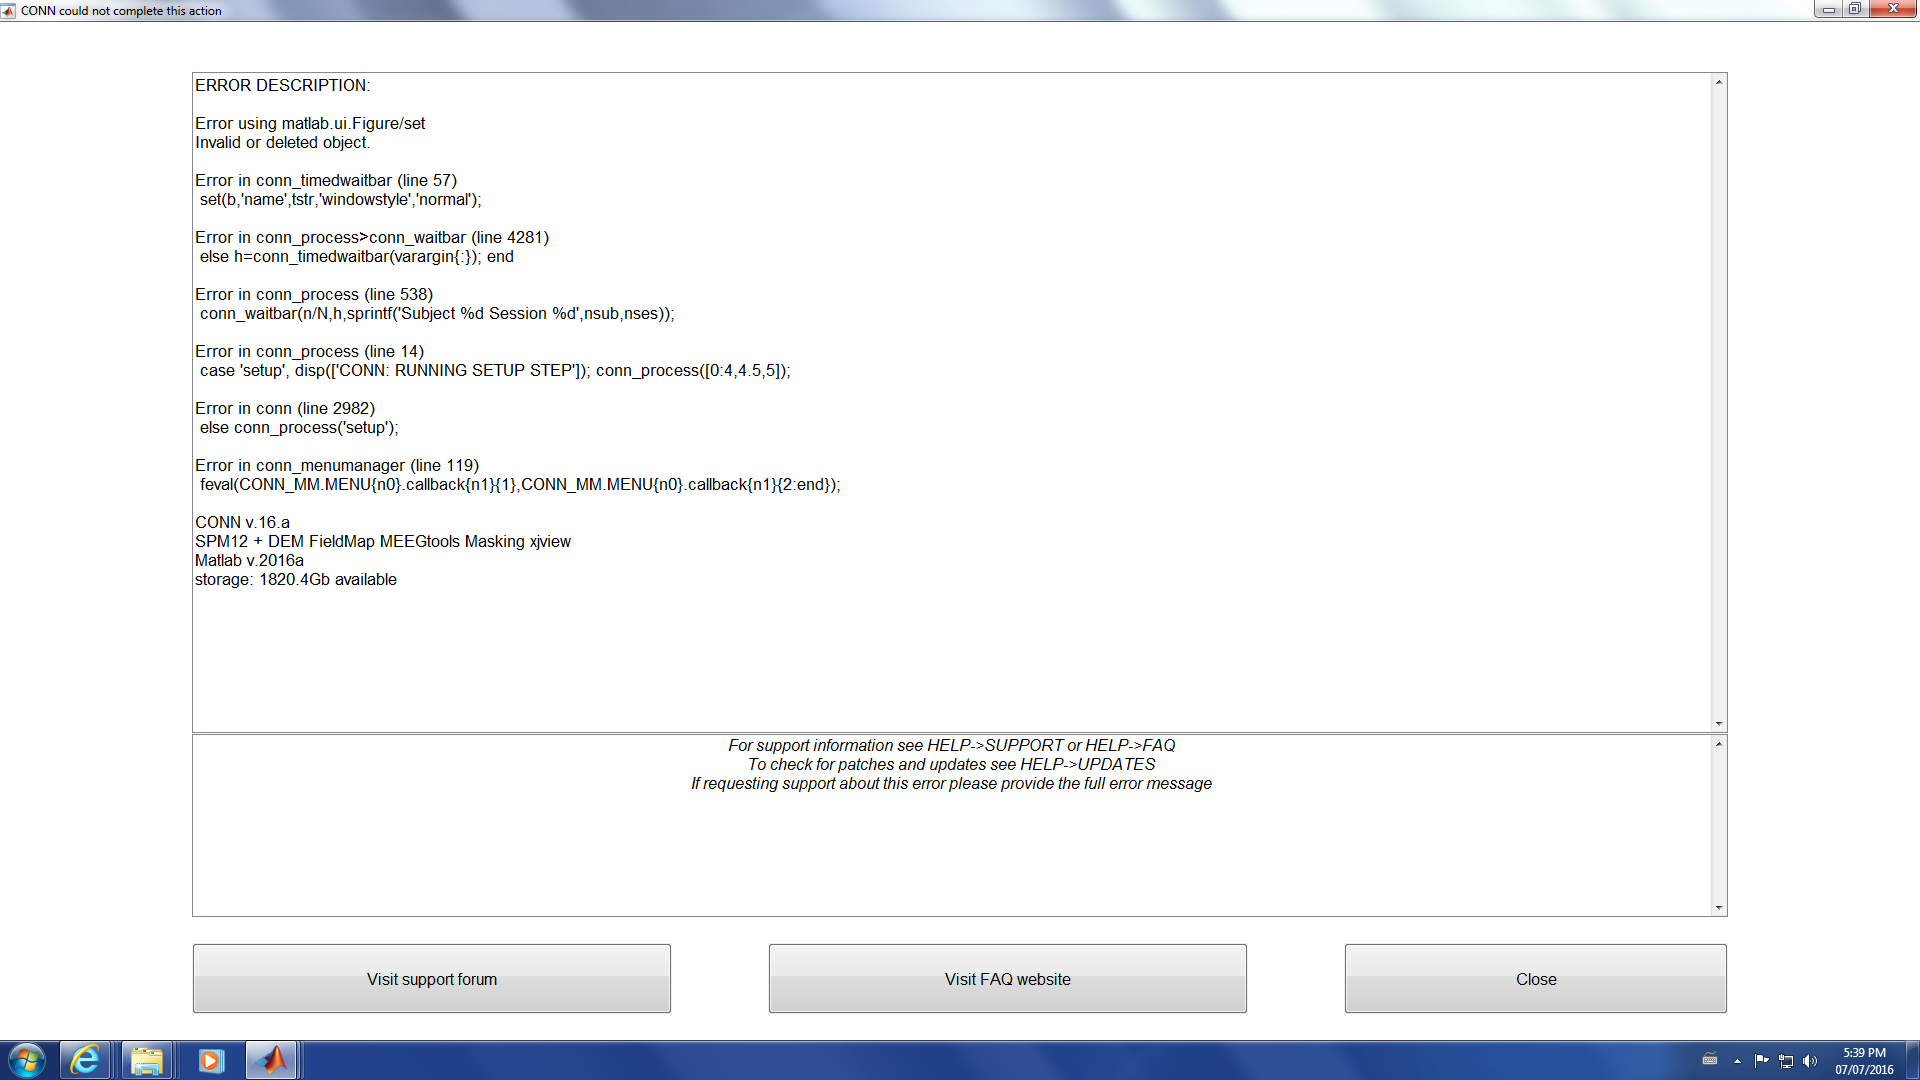 CONN could not complete this action
ERROR DESCRIPTION:
Error using matlab.ui.Figure/set
Invalid or deleted object.
Error in conn_timedwaitbar (line 57)
set(b,'name',tstr,'windowstyle','normal');
Error in conn_process>conn_waitbar (line 4281)
else h=conn_timedwaitbar(varargin{:}); end
Error in conn_process (line 538)
conn_waitbar(n/N,h,sprintf('Subject %d Session %d',nsub,nses));
Error in conn_process (line 14)
case 'setup', disp(['CONN: RUNNING SETUP STEP']); conn_process([0:4,4.5,5]);
Error in conn (line 2982)
else conn_process('setup');
Error in conn_menumanager (line 119)
feval(CONN_MM.MENU{n0}.callback{n1}{1},CONN_MM.MENU{n0}.callback{n1}{2:end});
CONN v.16.a
SPM12 + DEM FieldMap MEEGtools Masking xjview
Matlab v.2016a
storage: 1820.4Gb available
For support information see HELP->SUPPORT or HELP->FAQ
To check for patches and updates see HELP->UPDATES
If requesting support about this error please provide the full error message
Visit support forum
Visit FAQ website
Close
5:39 PM
07/07/2016